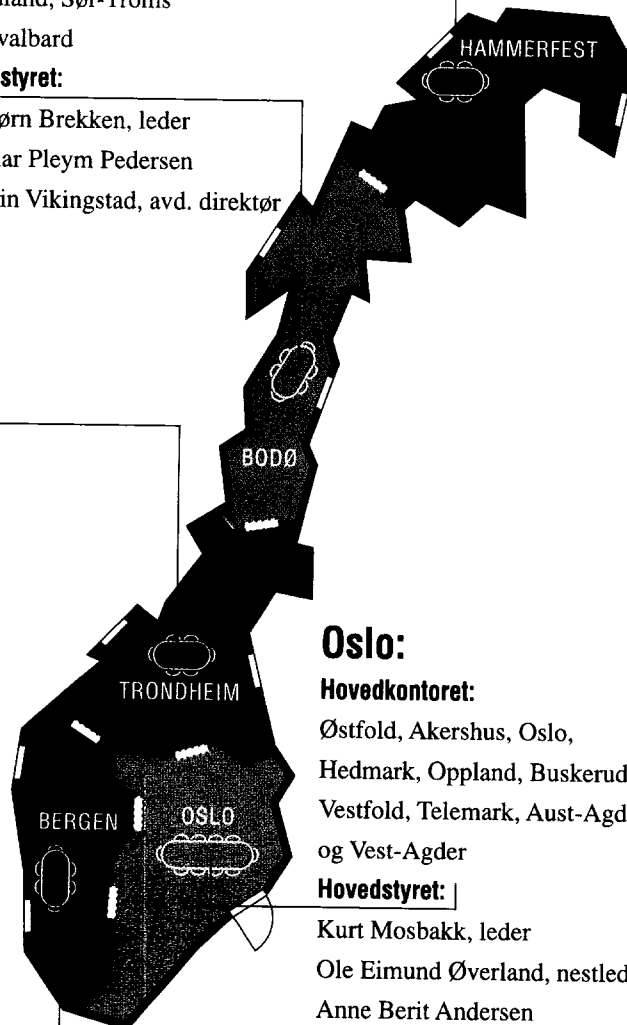 Sør-Troms
valbard
styret:
ørn Brekken, leder
ar Pleym Pedersen
in Vikingstad, avd. direktør
HAMMERFEST
BODØ
TRONDHEIM
BERGEN
OSLO
Oslo:
Hovedkontoret:
Østfold, Akershus, Oslo,
Hedmark, Oppland, Buskerud
Vestfold, Telemark, Aust-Agd
og Vest-Agder
Hovedstyret:
Kurt Mosbakk, leder
Ole Eimund Øverland, nestled
Anne Berit Andersen